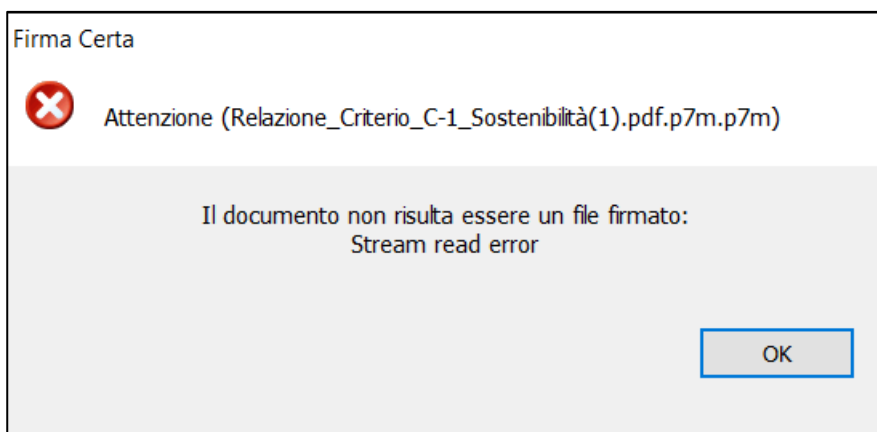 Firma Certa
Attenzione (Relazione_Criterio_C-1_Sostenibilità(1).pdf.p7m.p7m)
Il documento non risulta essere un file firmato:
Stream read error
OK